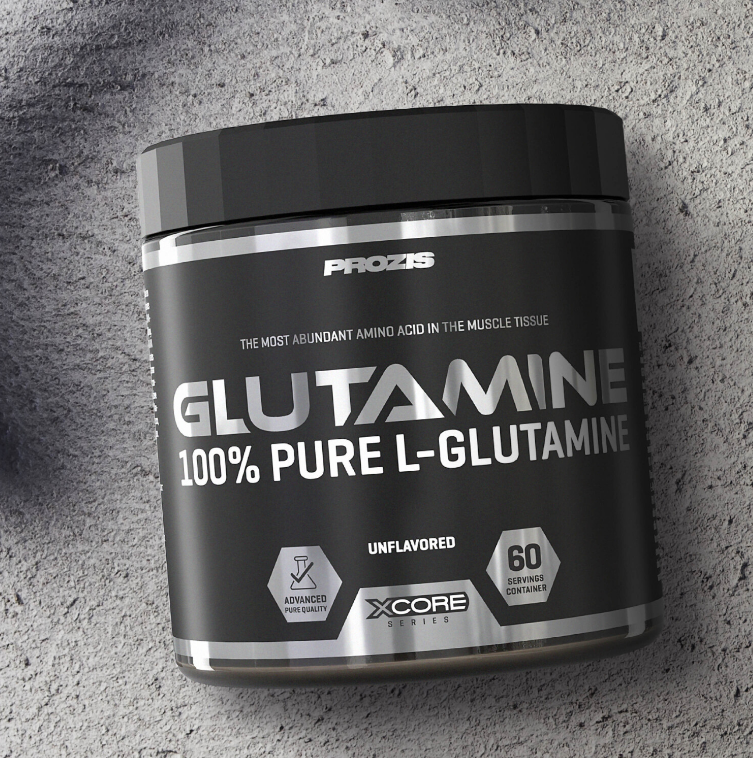 PROZIS
THE MOST ABUNDANT AMINO ACID IN THE MUSCLE TISSUE
GLUTAMINE
100% PURE L-GLUTAMINE
UNFLAVORED
ADVANCED
PURE QUALITY
60
SERVINGS
CONTAINER
XCORE
SERIES